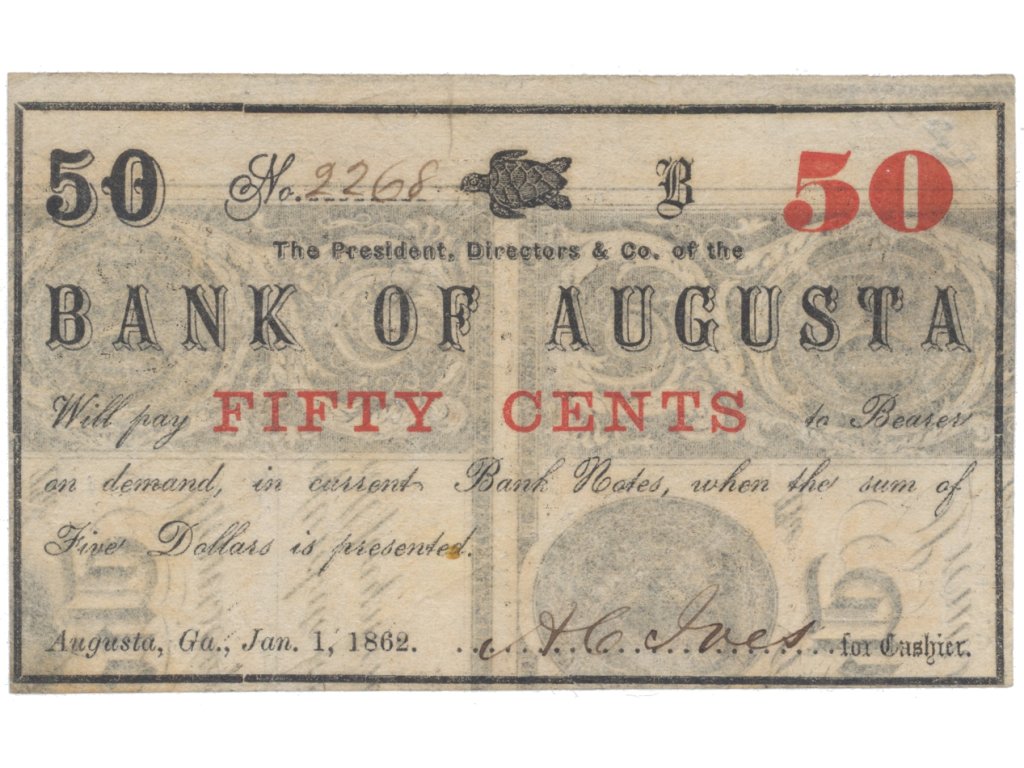 50 No. 2268 B 50
The President, Directors & Co. of the
BANK OF AUGUSTA
Will pay FIFTY CENTS to Bearer
on demand, in current Bank Notes, when the sum of
Five Dollars is presented.
Augusta, Ga., Jan. 1, 1862. A C Ives for Cashier.